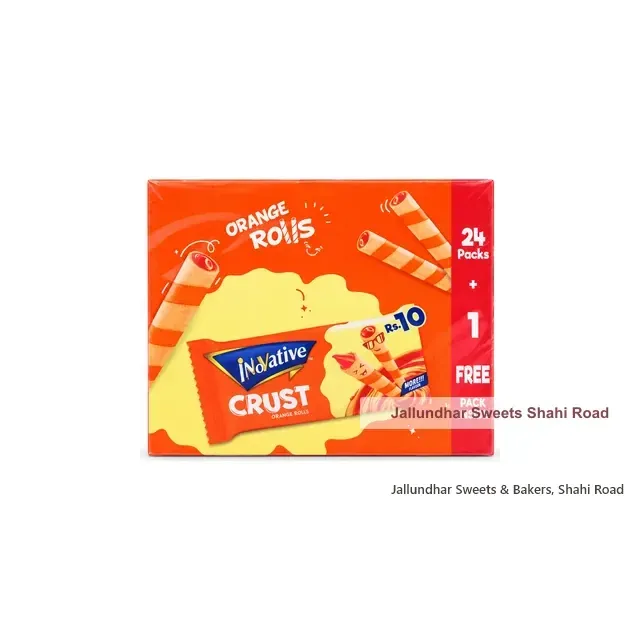 ORANGE
ROLLS
24
Packs
+
1
FREE
PACK
Rs.10
iNovative
CRUST
ORANGE ROLLS
MORE!!!
Jallundhar Sweets Shahi Road
Jallundhar Sweets & Bakers, Shahi Road